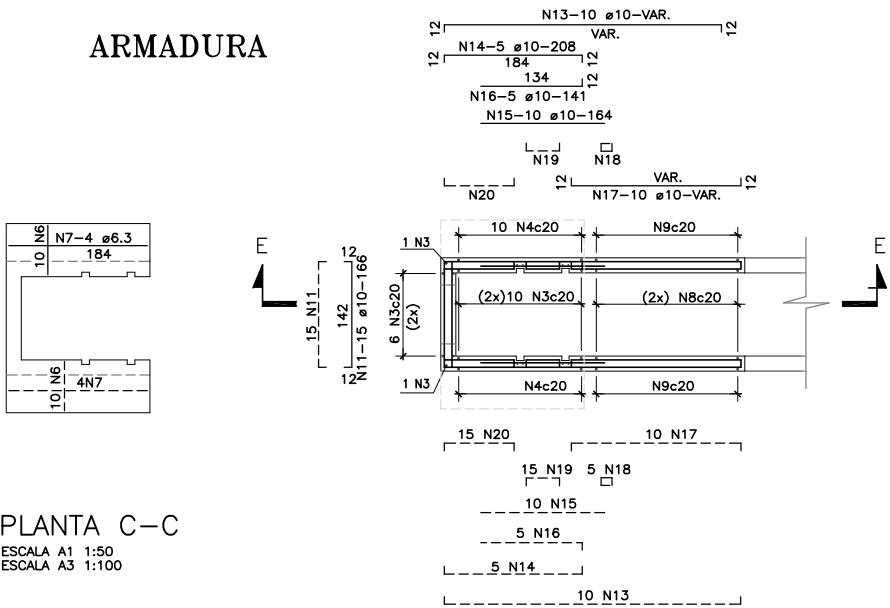 ARMADURA
12 N13-10 ø10-VAR. 12
VAR.
N14-5 ø10-208
12 184 12
134 12
N16-5 ø10-141
N15-10 ø10-164
N19 N18
N20
12 VAR. 12
N17-10 ø10-VAR.
10 N6 N7-4 ø6.3
184
10 N6 4N7
E
15 N11
12
142
12
N11-15 ø10-166
1 N3
10 N4c20 N9c20
6 N3c20
(2x)
(2x)10 N3c20 (2x) N8c20
1 N3
N4c20 N9c20
E
15 N20 10 N17
15 N19 5 N18
10 N15
5 N16
5 N14
10 N13
PLANTA C-C
ESCALA A1 1:50
ESCALA A3 1:100